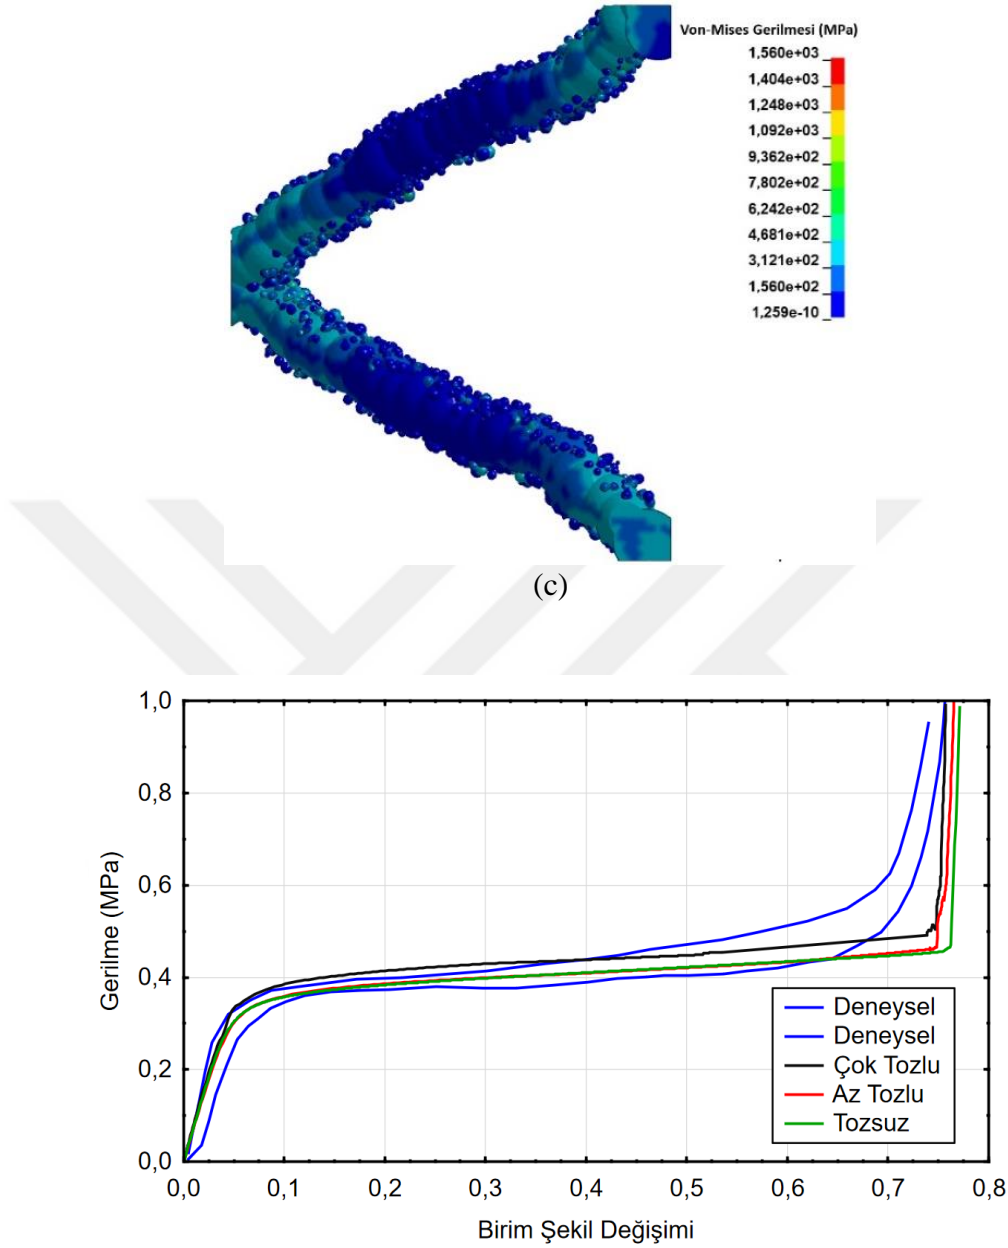 Von-Mises Gerilmesi (MPa)
1,560e+03
1,404e+03
1,248e+03
1,092e+03
9,362e+02
7,802e+02
6,242e+02
4,681e+02
3,121e+02
1,560e+02
1,259e-10
(c)
Gerilme (MPa)
1,0
0,8
0,6
0,4
0,2
0,0
Deneysel
Deneysel
Çok Tozlu
Az Tozlu
Tozsuz
0,0 0,1 0,2 0,3 0,4 0,5 0,6 0,7 0,8
Birim Şekil Değişimi